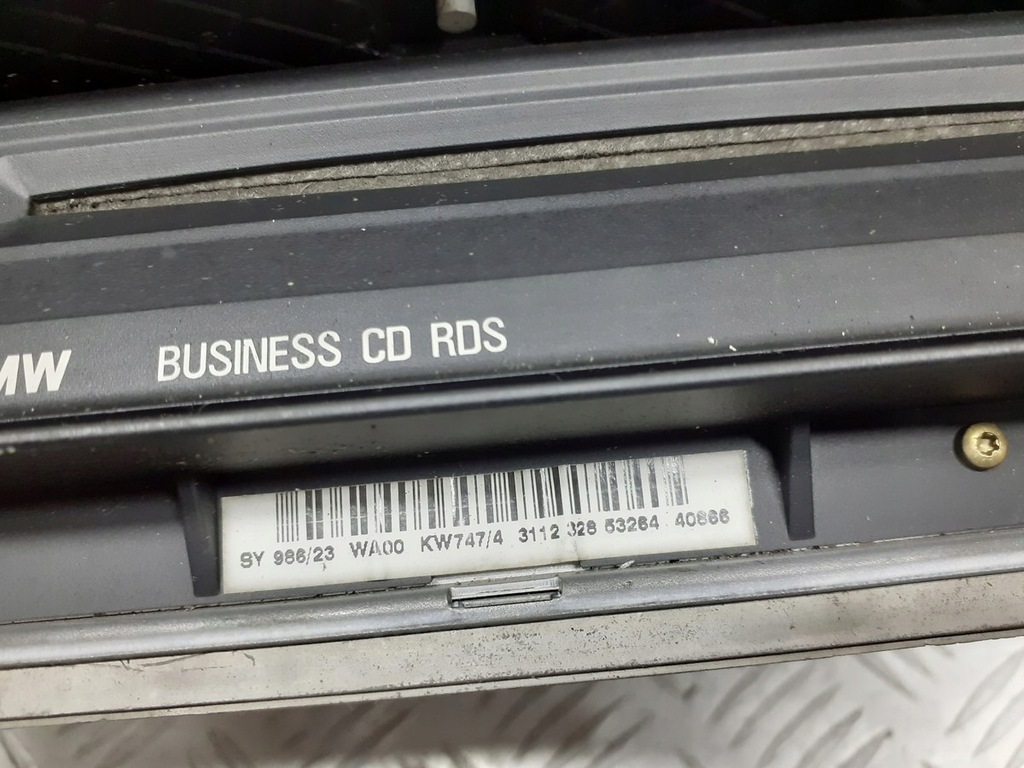 MW BUSINESS CD RDS
SY 986/23 WA00 KW747/4 3112 328 53264 40866